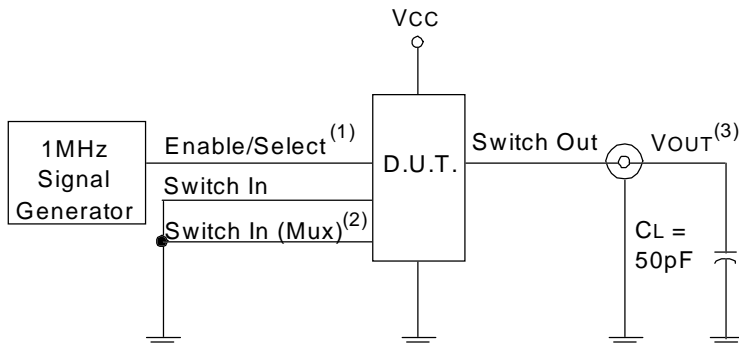 VCC
1MHz
Signal
Generator
Enable/Select(1)
Switch In
Switch In (Mux)(2)
D.U.T.
Switch Out
VOUT(3)
CL =
50pF